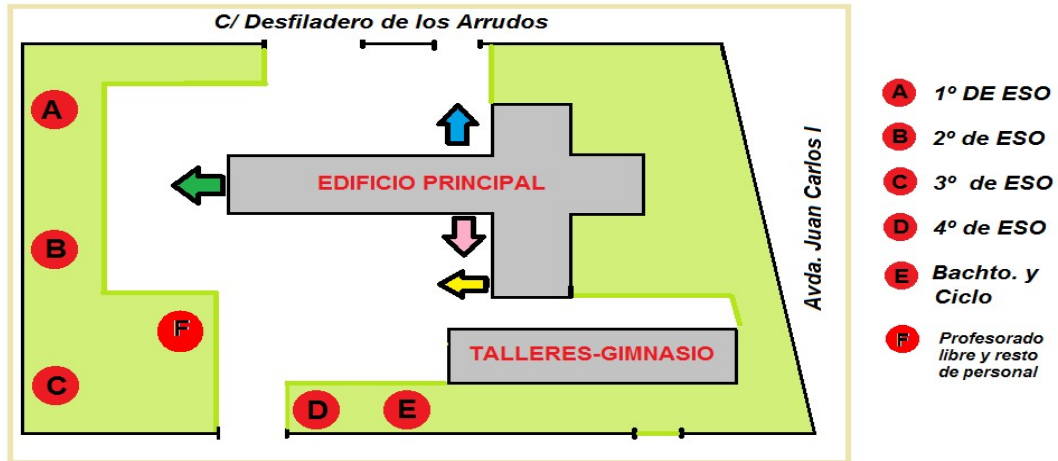 C/ Desfiladero de los Arrudos
A
B
C
D
E
F
EDIFICIO PRINCIPAL
TALLERES-GIMNASIO
Avda. Juan Carlos I
A 1º DE ESO
B 2º de ESO
C 3º de ESO
D 4º de ESO
E Bachto. y
Ciclo
F Profesorado
libre y resto
de personal